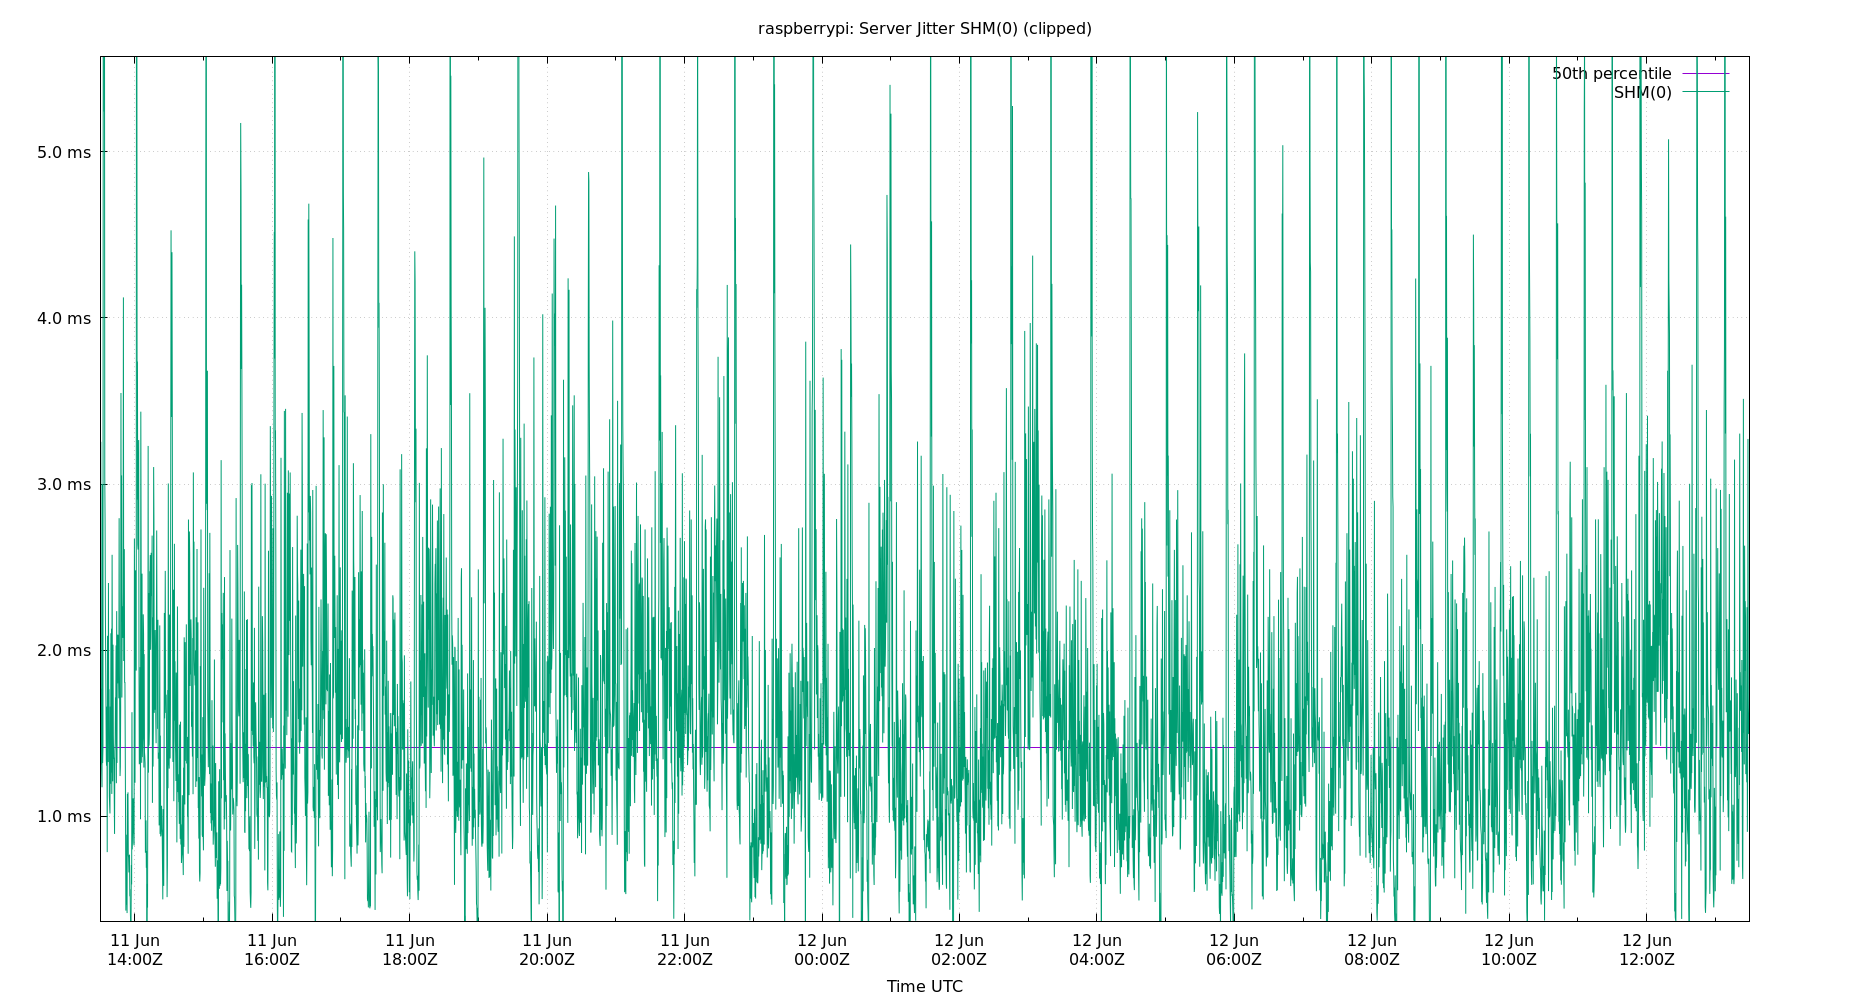 raspberrypi: Server Jitter SHM(0) (clipped)
50th percentile
SHM(0)
5.0 ms
4.0 ms
3.0 ms
2.0 ms
1.0 ms
11 Jun 11 Jun 11 Jun 11 Jun 11 Jun 12 Jun 12 Jun 12 Jun 12 Jun 12 Jun 12 Jun 12 Jun
14:00Z 16:00Z 18:00Z 20:00Z 22:00Z 00:00Z 02:00Z 04:00Z 06:00Z 08:00Z 10:00Z 12:00Z
Time UTC